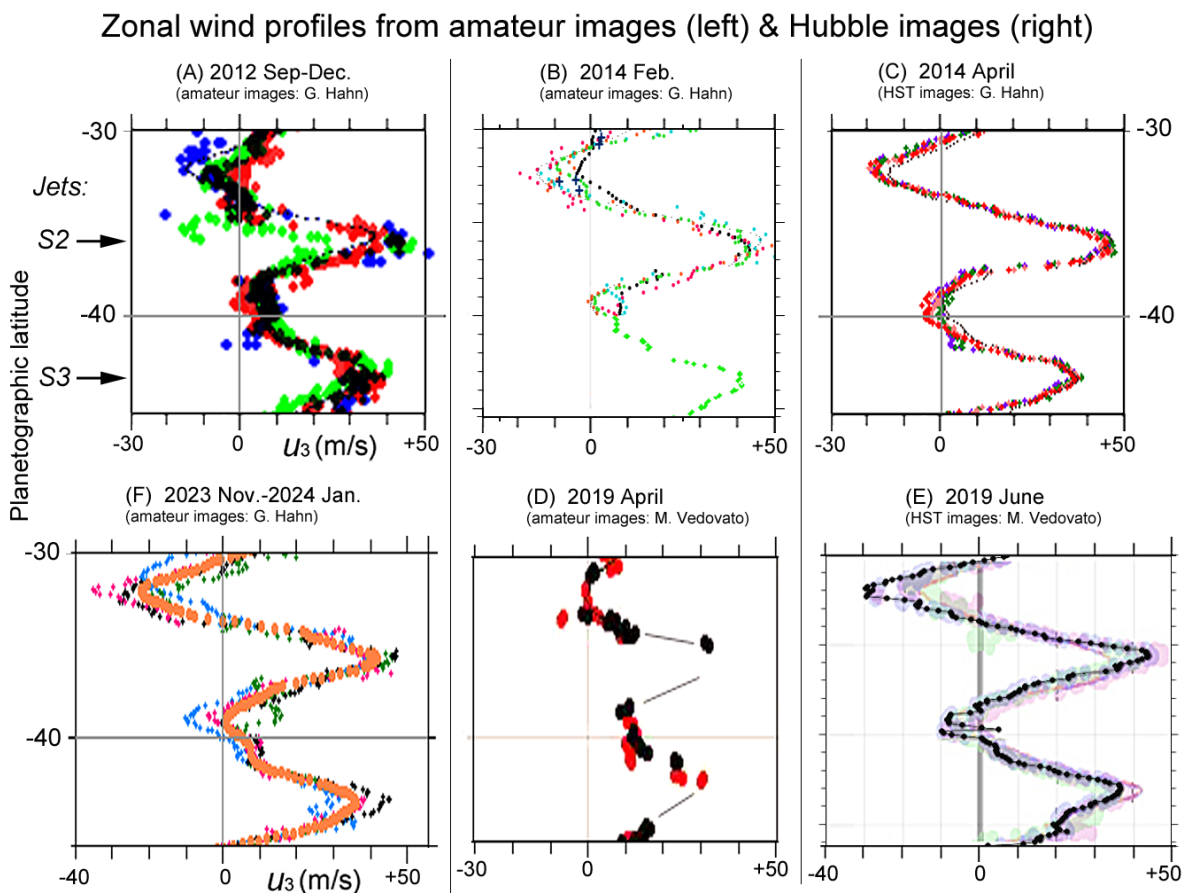 Zonal wind profiles from amateur images (left) & Hubble images (right)
(A) 2012 Sep-Dec.
(amateur images: G. Hahn)
(B) 2014 Feb.
(amateur images: G. Hahn)
(C) 2014 April
(HST images: G. Hahn)
-30
-30
Jets:
S2
-40
-40
S3
Planetographic latitude
-30 0 u3 (m/s) +50
-30 0 +50
-30 0 +50
(F) 2023 Nov.-2024 Jan.
(amateur images: G. Hahn)
(D) 2019 April
(amateur images: M. Vedovato)
(E) 2019 June
(HST images: M. Vedovato)
-30
-40
-40 0 u3 (m/s) +50
-30 0 +50
-40 0 +50